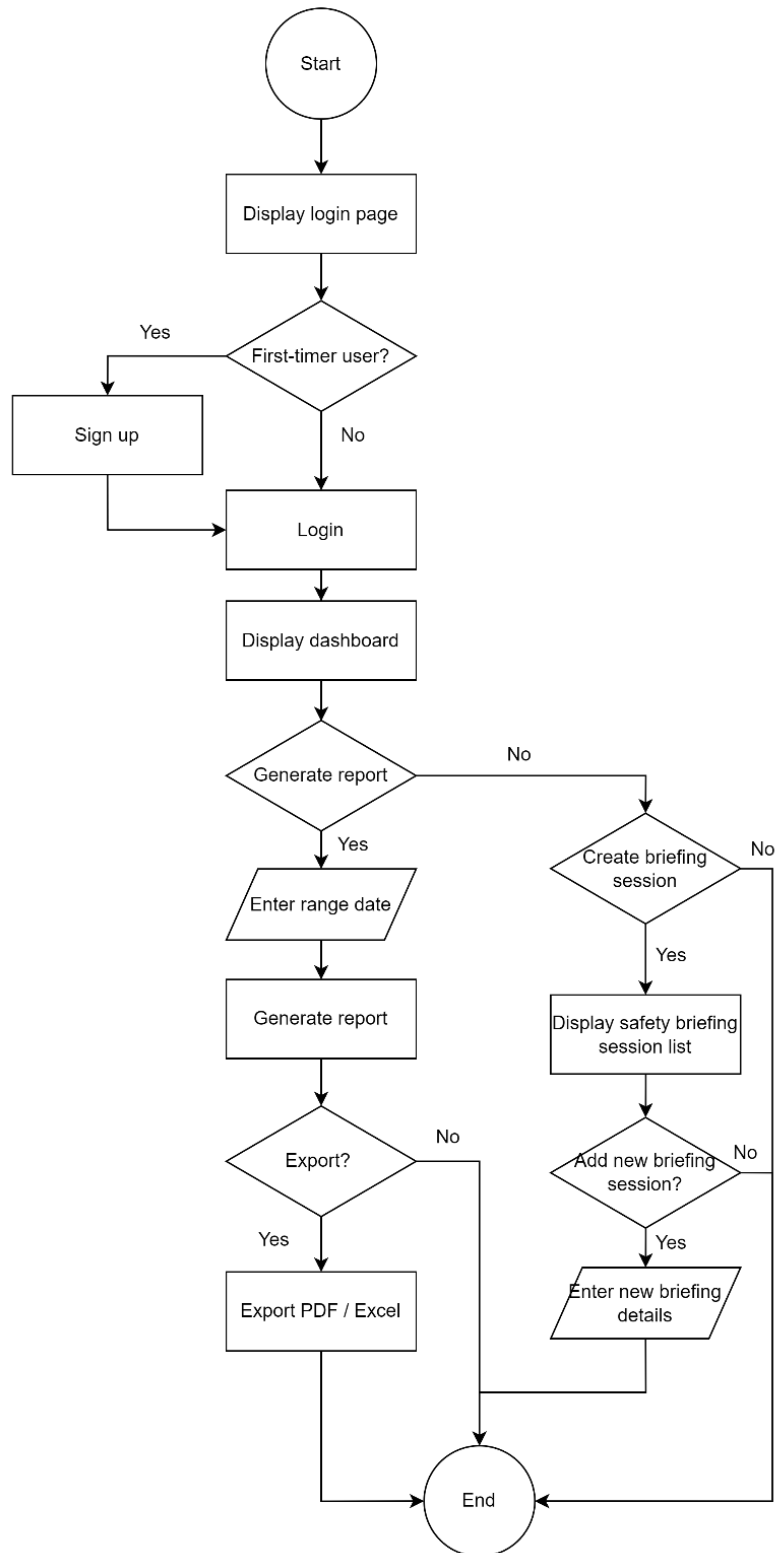 Start
Display login page
Yes
First-timer user?
Sign up
No
Login
Display dashboard
No
Generate report
Yes
Create briefing
session
No
Enter range date
Yes
Generate report
Display safety briefing
session list
No
Export?
Add new briefing
session?
No
Yes
Yes
Export PDF / Excel
Enter new briefing
details
End